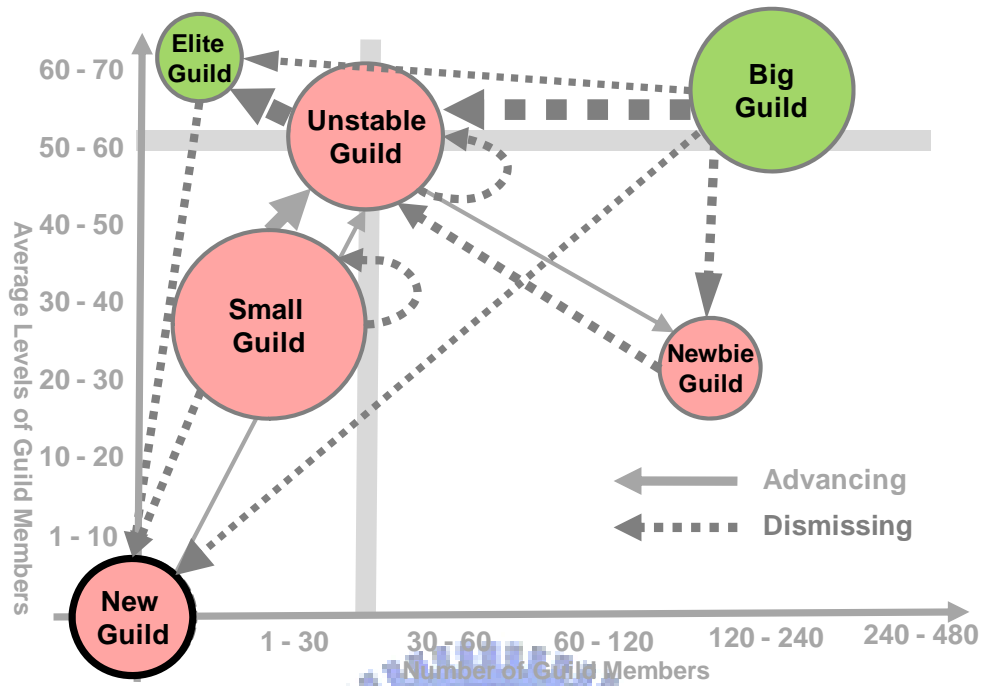 Elite
Guild
Big
Guild
Unstable
Guild
Small
Guild
Newbie
Guild
New
Guild
60 - 70
50 - 60
40 - 50
30 - 40
20 - 30
10 - 20
1 - 10
Average Levels of Guild Members
Advancing
Dismissing
1 - 30
30 - 60
60 - 120
120 - 240
240 - 480
Number of Guild Members